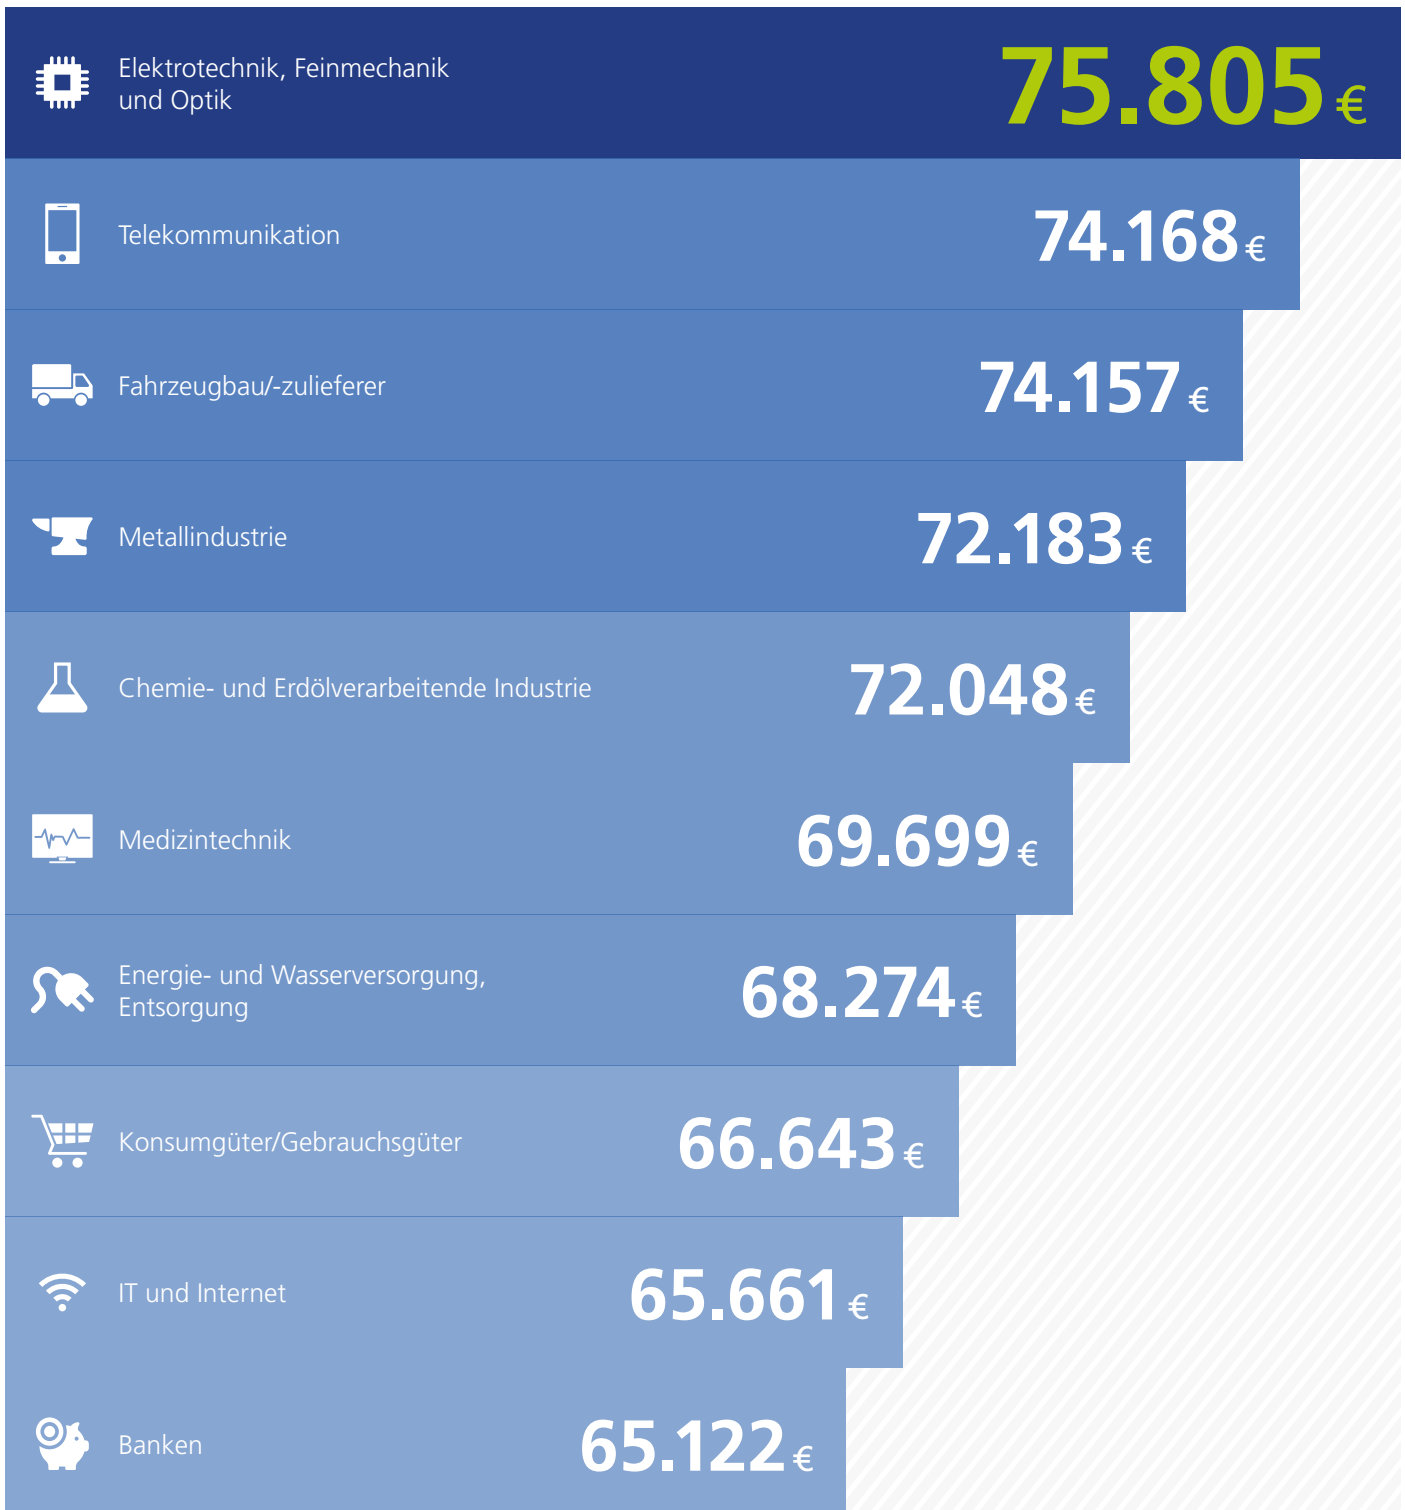 Elektrotechnik, Feinmechanik
und Optik
75.805 €
Telekommunikation
74.168 €
Fahrzeugbau/-zulieferer
74.157 €
Metallindustrie
72.183 €
Chemie- und Erdölverarbeitende Industrie
72.048 €
Medizintechnik
69.699 €
Energie- und Wasserversorgung,
Entsorgung
68.274 €
Konsumgüter/Gebrauchsgüter
66.643 €
IT und Internet
65.661 €
Banken
65.122 €